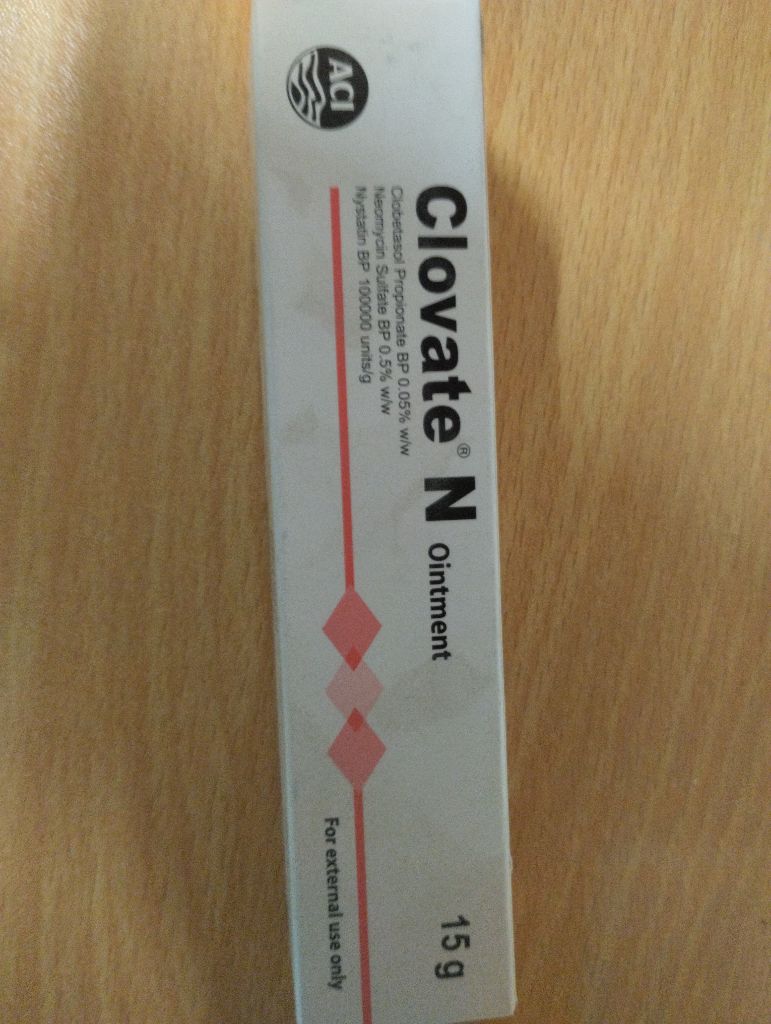 ACI
Clovate® N Ointment
Clobetasol Propionate BP 0.05% w/w
Neomycin Sulfate BP 0.5% w/w
Nystatin BP 100000 units/g
15 g
For external use only